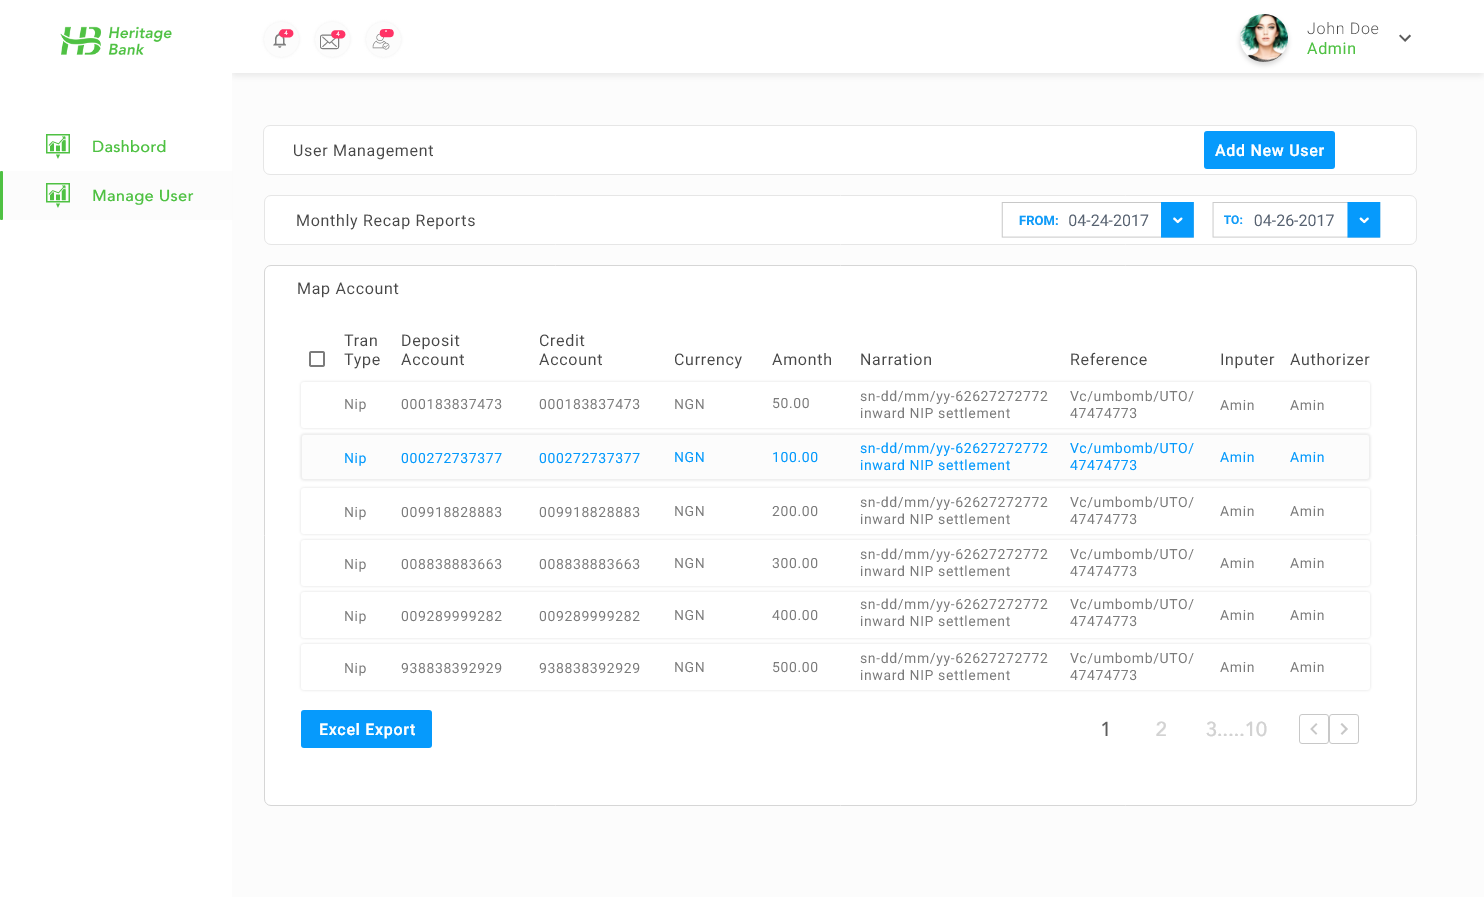 Heritage
Bank
4
4
John Doe
Admin
Dashbord
Manage User
User Management
Add New User
Monthly Recap Reports
FROM: 04-24-2017
TO: 04-26-2017
Map Account
Tran Type Deposit Account Credit Account Currency Amonth Narration Reference Inputer Authorizer
Nip 000183837473 000183837473 NGN 50.00 sn-dd/mm/yy-62627272772 inward NIP settlement Vc/umbomb/UTO/ 47474773 Amin Amin
Nip 000272737377 000272737377 NGN 100.00 sn-dd/mm/yy-62627272772 inward NIP settlement Vc/umbomb/UTO/ 47474773 Amin Amin
Nip 009918828883 009918828883 NGN 200.00 sn-dd/mm/yy-62627272772 inward NIP settlement Vc/umbomb/UTO/ 47474773 Amin Amin
Nip 008838883663 008838883663 NGN 300.00 sn-dd/mm/yy-62627272772 inward NIP settlement Vc/umbomb/UTO/ 47474773 Amin Amin
Nip 009289999282 009289999282 NGN 400.00 sn-dd/mm/yy-62627272772 inward NIP settlement Vc/umbomb/UTO/ 47474773 Amin Amin
Nip 938838392929 938838392929 NGN 500.00 sn-dd/mm/yy-62627272772 inward NIP settlement Vc/umbomb/UTO/ 47474773 Amin Amin
Excel Export
1 2 3.....10